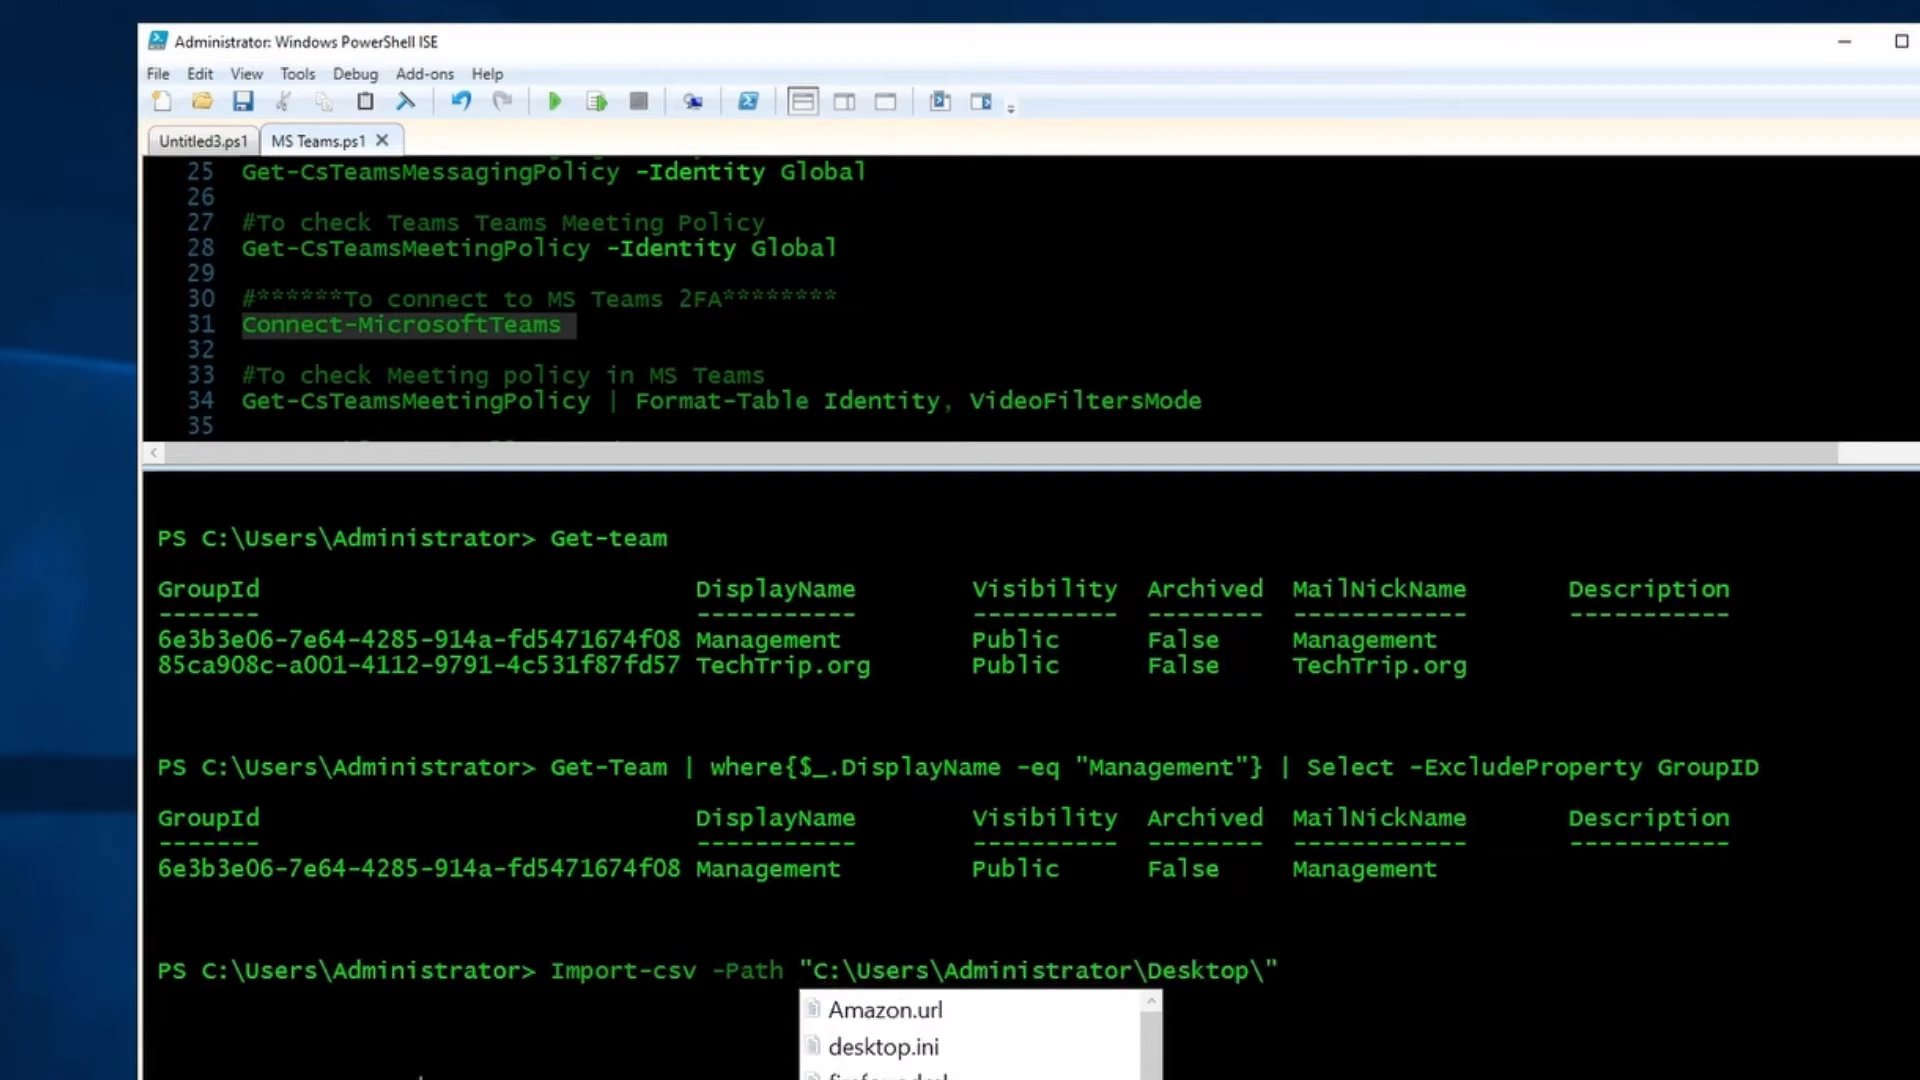 Administrator: Windows PowerShell ISE
File Edit View Tools Debug Add-ons Help
Untitled3.ps1 MS Teams.ps1
25 Get-CsTeamsMessagingPolicy -Identity Global
26
27 #To check Teams Teams Meeting Policy
28 Get-CsTeamsMeetingPolicy -Identity Global
29
30 #******To connect to MS Teams 2FA********
31 Connect-MicrosoftTeams
32
33 #To check Meeting policy in MS Teams
34 Get-CsTeamsMeetingPolicy | Format-Table Identity, VideoFiltersMode
35
PS C:\Users\Administrator> Get-team
GroupId DisplayName Visibility Archived MailNickName Description
------- ----------- ---------- -------- ------------ -----------
6e3b3e06-7e64-4285-914a-fd5471674f08 Management Public False Management
85ca908c-a001-4112-9791-4c531f87fd57 TechTrip.org Public False TechTrip.org
PS C:\Users\Administrator> Get-Team | where{$_.DisplayName -eq "Management"} | Select -ExcludeProperty GroupID
GroupId DisplayName Visibility Archived MailNickName Description
------- ----------- ---------- -------- ------------ -----------
6e3b3e06-7e64-4285-914a-fd5471674f08 Management Public False Management
PS C:\Users\Administrator> Import-csv -Path "C:\Users\Administrator\Desktop\"
Amazon.url
desktop.ini